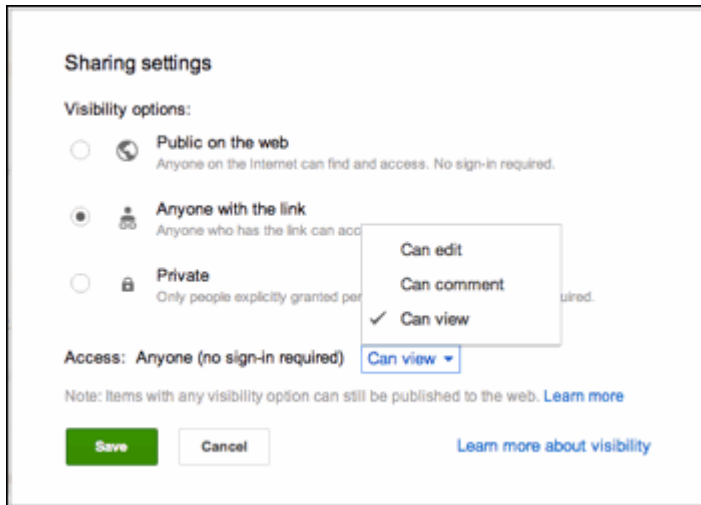 Sharing settings
Visibility options:
Public on the web
Anyone on the Internet can find and access. No sign-in required.
Anyone with the link
Anyone who has the link can acc
Can edit
Private
Can comment
Only people explicitly granted per
uired.
Can view
Access: Anyone (no sign-in required) Can view
Note: Items with any visibility option can still be published to the web. Learn more
Save Cancel Learn more about visibility